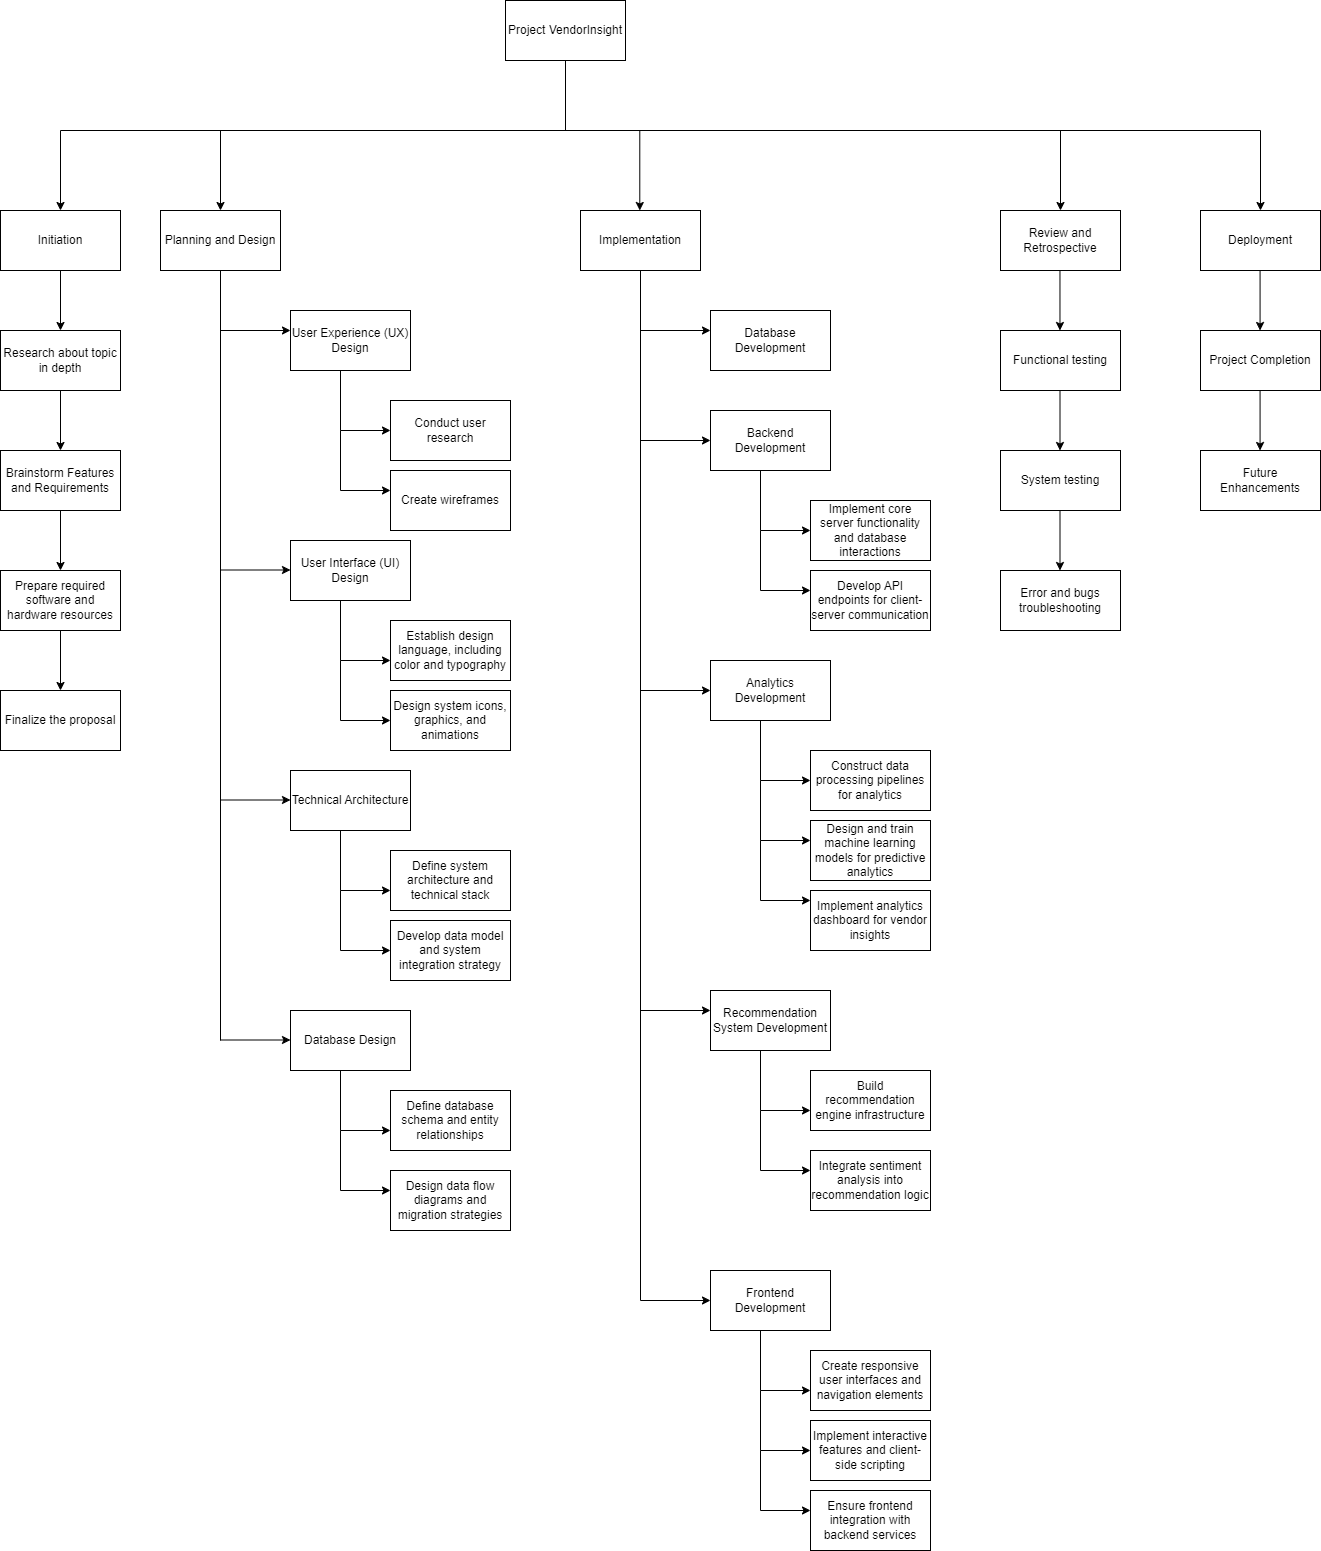 Project VendorInsight
Initiation
Planning and Design
Implementation
Review and
Retrospective
Deployment
Research about topic
in depth
Brainstorm Features
and Requirements
Prepare required
software and
hardware resources
Finalize the proposal
User Experience (UX)
Design
Conduct user
research
Create wireframes
User Interface (UI)
Design
Establish design
language, including
color and typography
Design system icons,
graphics, and
animations
Technical Architecture
Define system
architecture and
technical stack
Develop data model
and system
integration strategy
Database Design
Define database
schema and entity
relationships
Design data flow
diagrams and
migration strategies
Database
Development
Backend
Development
Implement core
server functionality
and database
interactions
Develop API
endpoints for client-
server communication
Analytics
Development
Construct data
processing pipelines
for analytics
Design and train
machine learning
models for predictive
analytics
Implement analytics
dashboard for vendor
insights
Recommendation
System Development
Build
recommendation
engine infrastructure
Integrate sentiment
analysis into
recommendation logic
Frontend
Development
Create responsive
user interfaces and
navigation elements
Implement interactive
features and client-
side scripting
Ensure frontend
integration with
backend services
Functional testing
System testing
Error and bugs
troubleshooting
Project Completion
Future
Enhancements